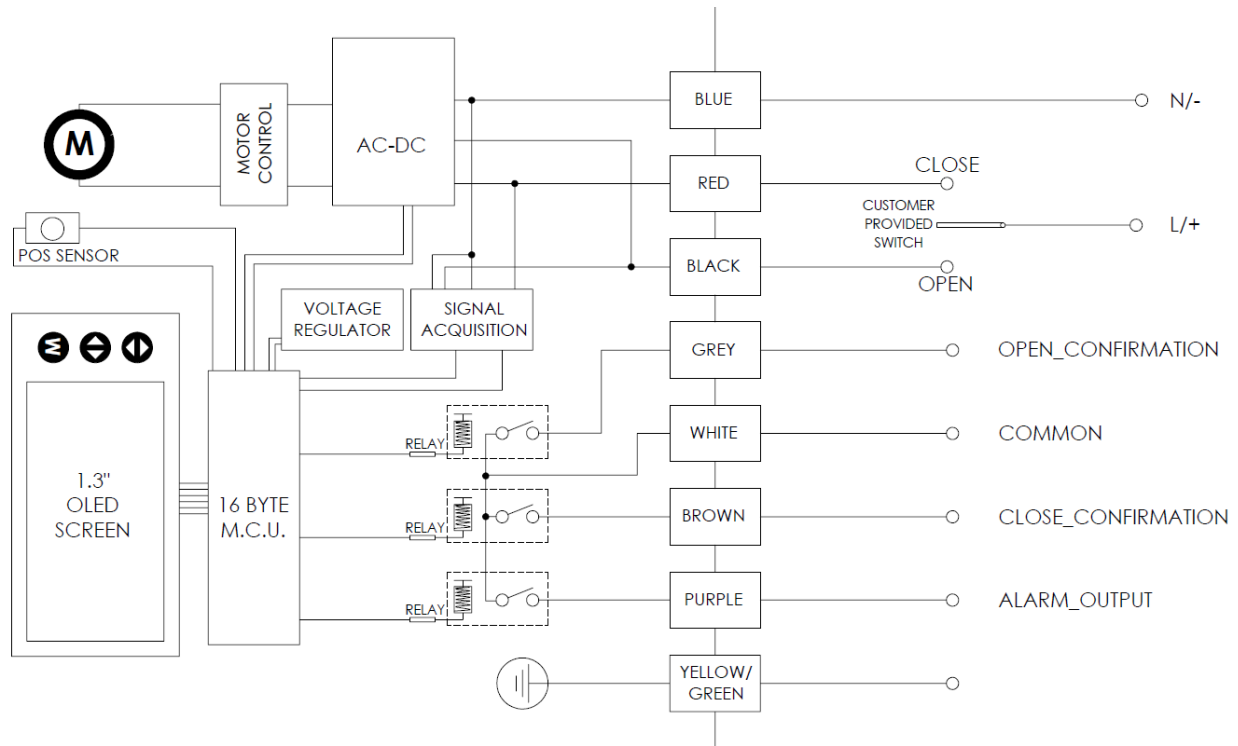 BLUE
N/-
M
MOTOR
CONTROL
AC-DC
RED
CLOSE
CUSTOMER
PROVIDED
SWITCH
L/+
POS SENSOR
BLACK
OPEN
VOLTAGE
REGULATOR
SIGNAL
ACQUISITION
GREY
OPEN_CONFIRMATION
M
RELAY
WHITE
COMMON
1.3"
OLED
SCREEN
16 BYTE
M.C.U.
RELAY
BROWN
CLOSE_CONFIRMATION
RELAY
PURPLE
ALARM_OUTPUT
YELLOW/
GREEN